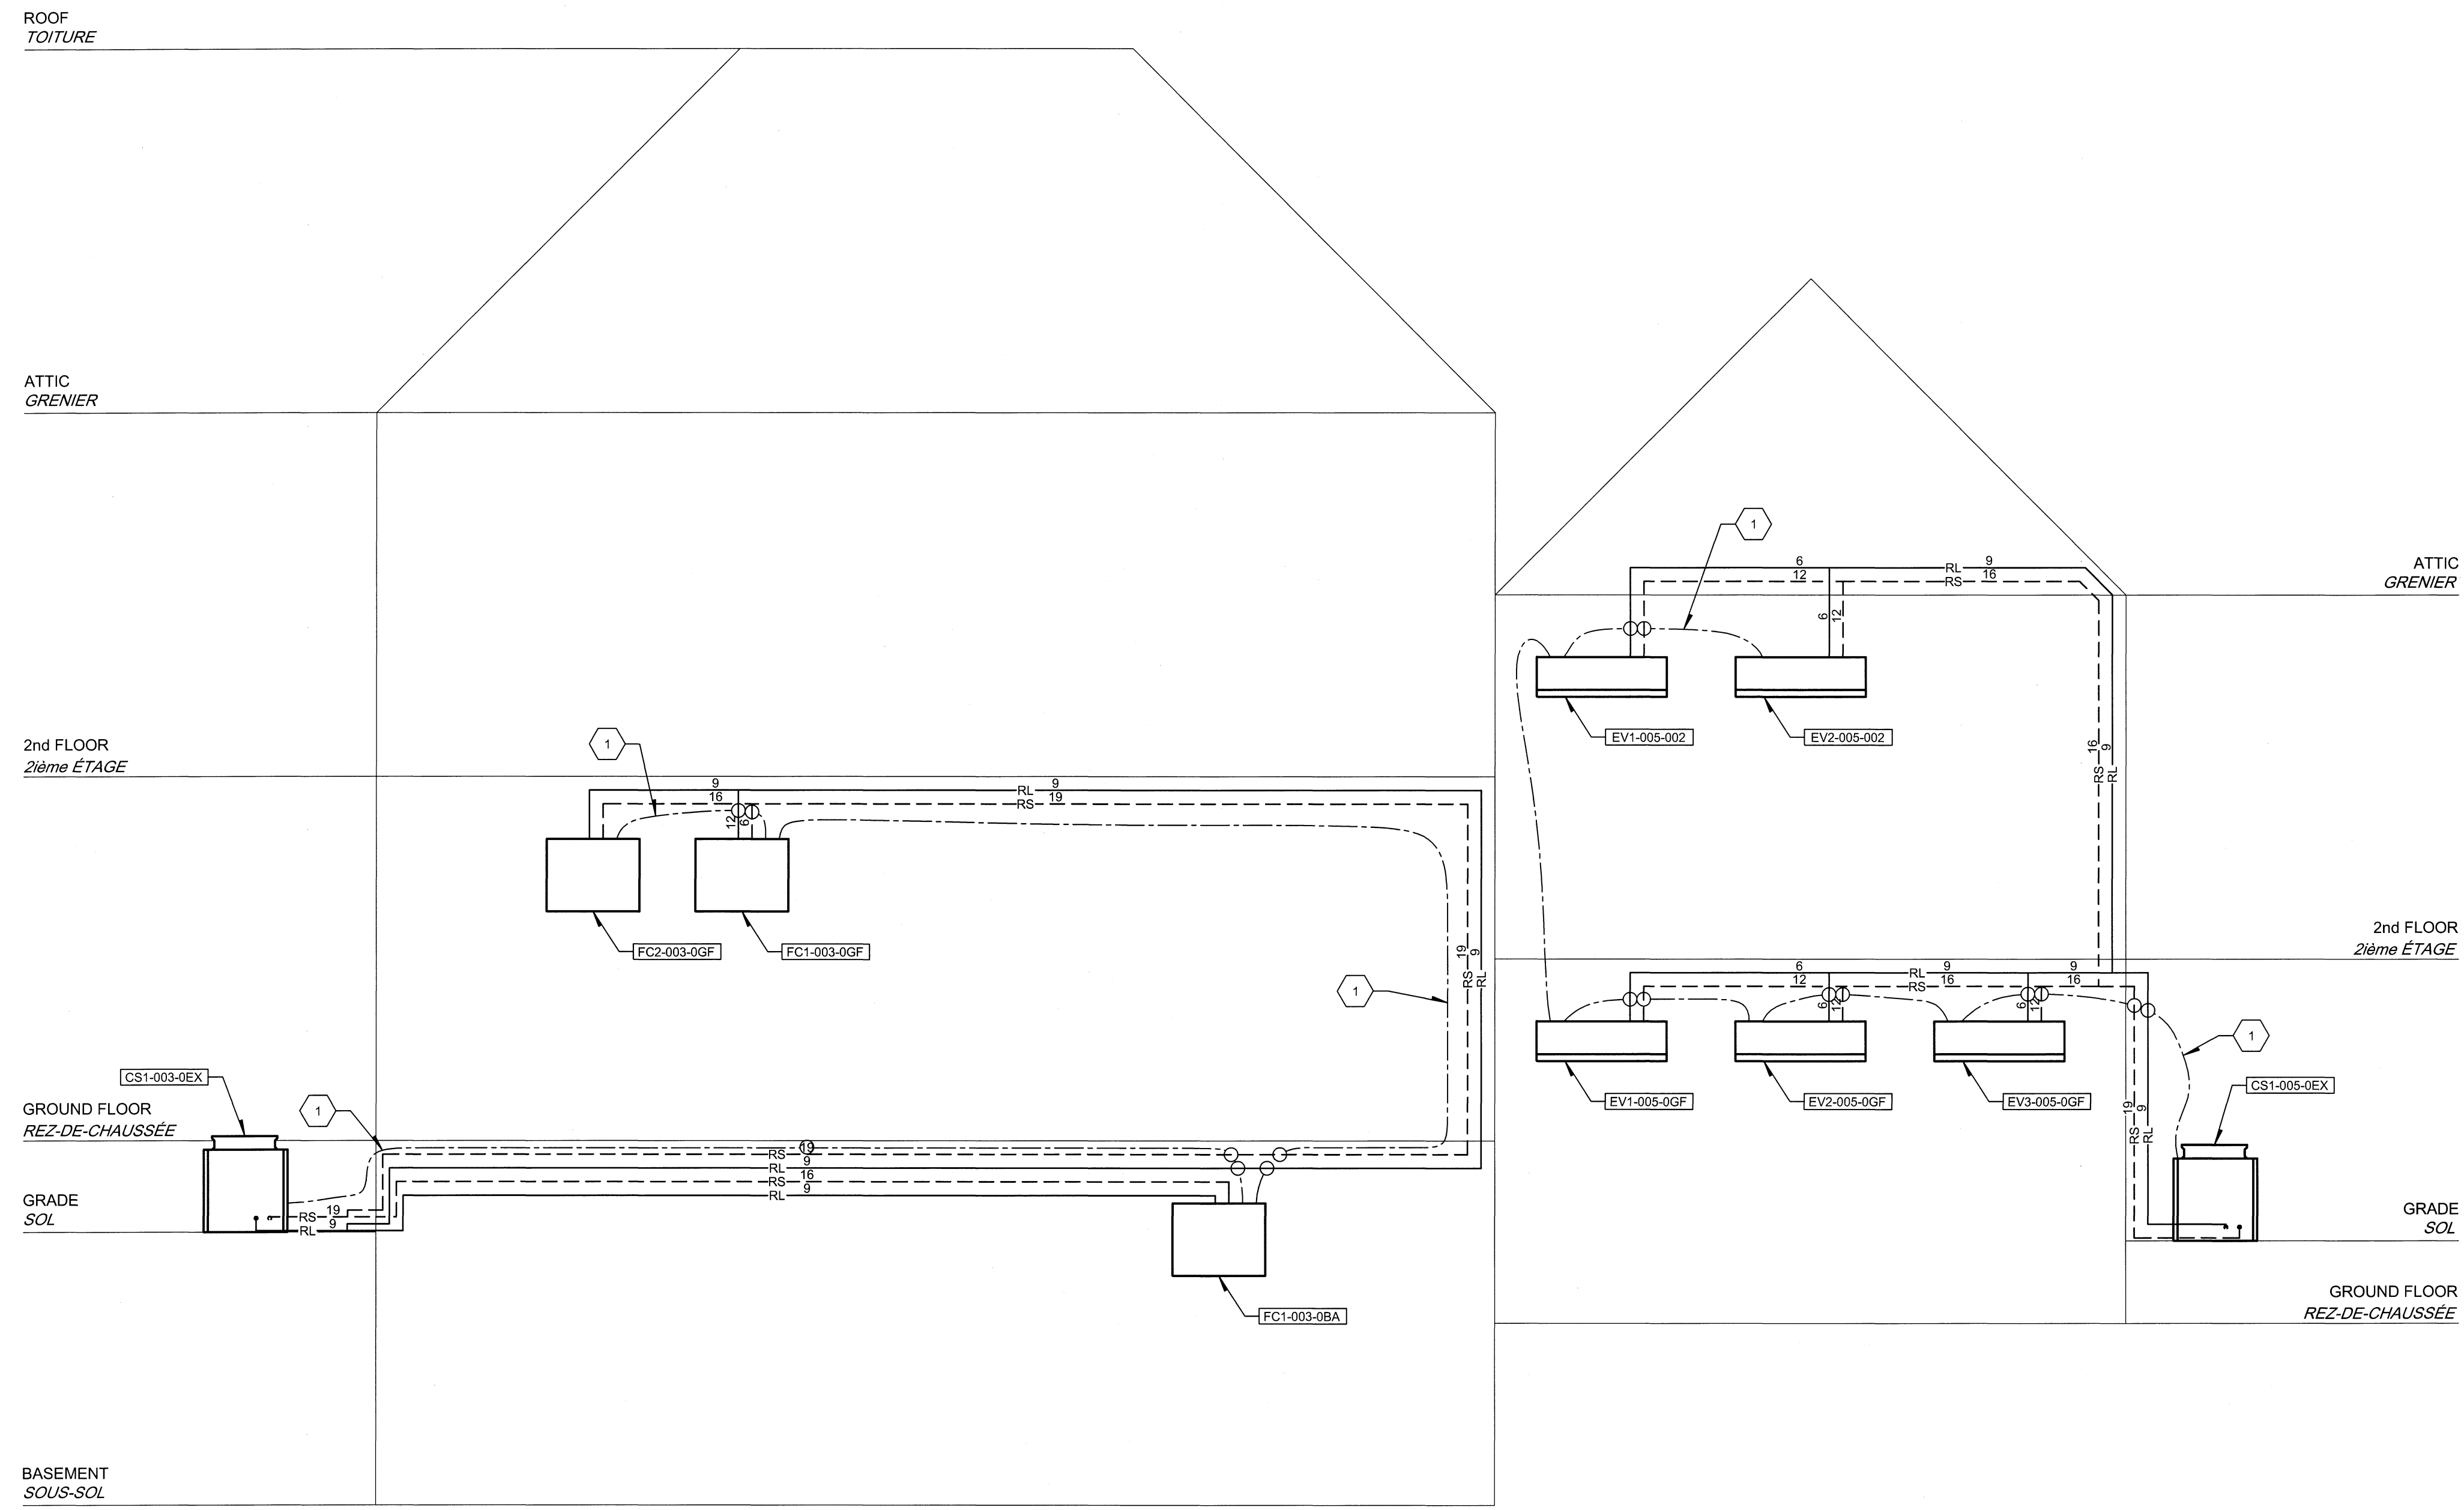 ROOF
TOITURE
ATTIC
GRENIER
1
6
RL
9
12
RS
16
ATTIC
GRENIER
6
12
EV1-005-002
EV2-005-002
2nd FLOOR
2ième ÉTAGE
1
16
9
RS
RL
9
RL
9
16
RS
19
12
6
FC2-003-0GF
FC1-003-0GF
19
9
RS
RL
1
2nd FLOOR
2ième ÉTAGE
6
RL
9
9
12
RS
16
16
6
12
6
12
1
EV1-005-0GF
EV2-005-0GF
EV3-005-0GF
CS1-005-0EX
19
9
RS
RL
CS1-003-0EX
1
GROUND FLOOR
REZ-DE-CHAUSSÉE
19
RS
9
RL
16
RS
9
RL
GRADE
SOL
19
RS
9
RL
GRADE
SOL
FC1-003-0BA
GROUND FLOOR
REZ-DE-CHAUSSÉE
BASEMENT
SOUS-SOL